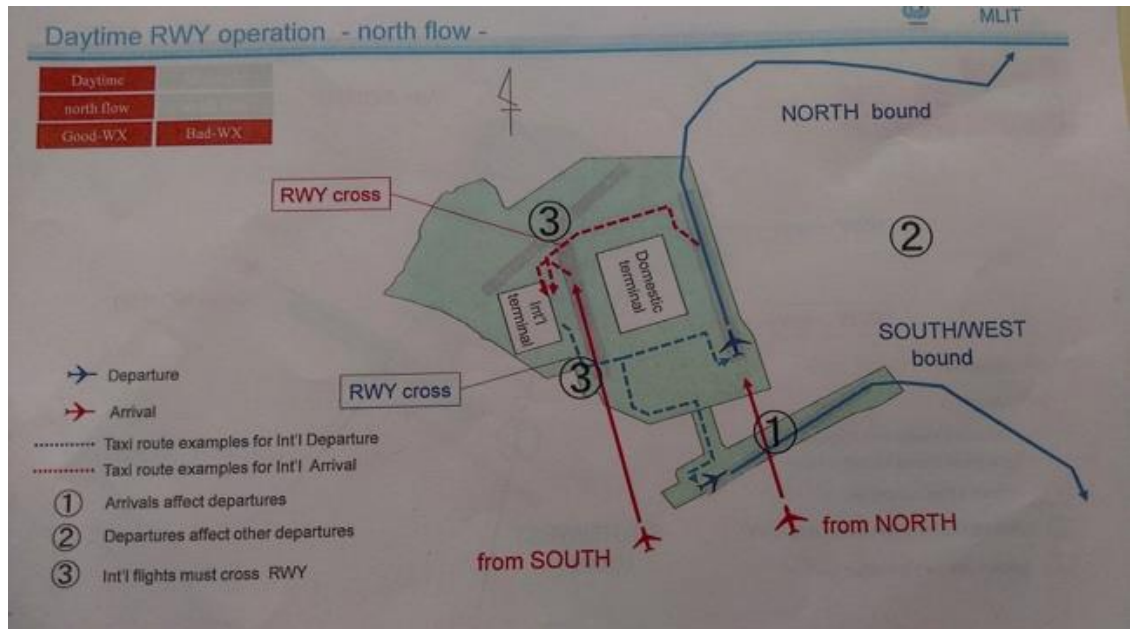 Daytime RWY operation - north flow -
MLIT
Daytime
north flow
Good-WX
Bad-WX
NORTH bound
RWY cross
③
②
Domestic
terminal
Int'l
terminal
SOUTH/WEST
bound
RWY cross
③
①
from SOUTH
from NORTH
Departure
Arrival
Taxi route examples for Int'l Departure
Taxi route examples for Int'l Arrival
① Arrivals affect departures
② Departures affect other departures
③ Int'l flights must cross RWY